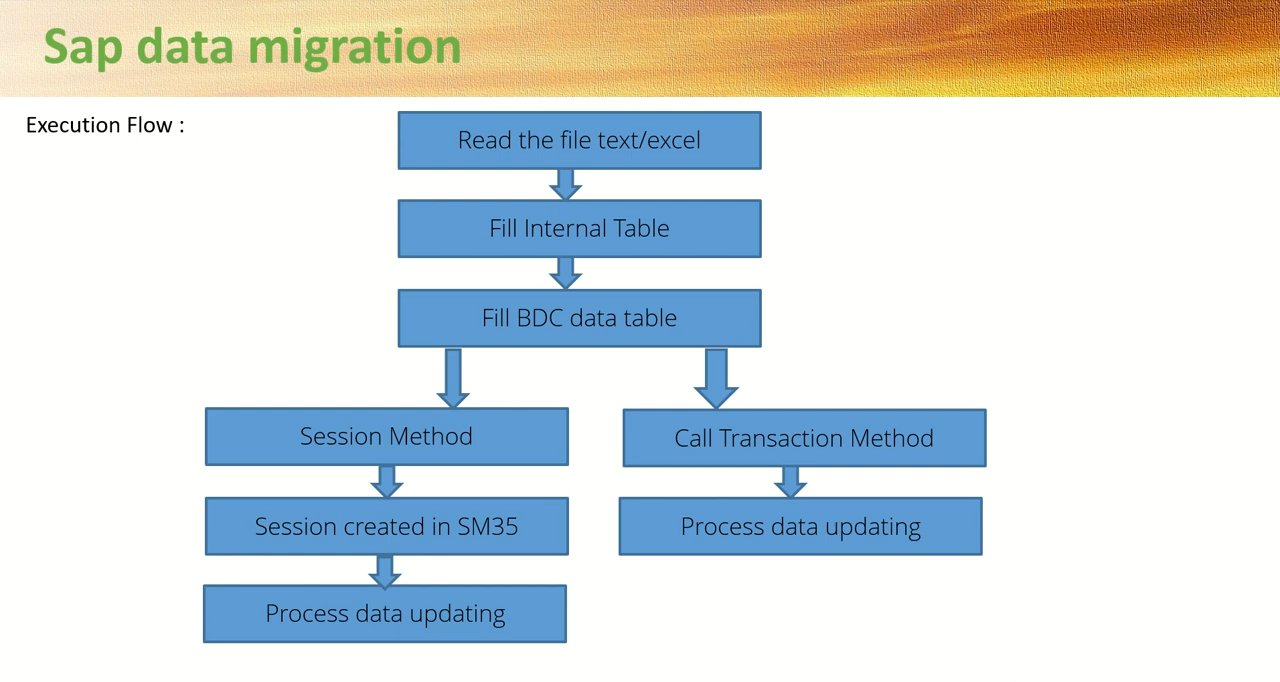 Sap data migration
Execution Flow :
Read the file text/excel
Fill Internal Table
Fill BDC data table
Session Method
Call Transaction Method
Session created in SM35
Process data updating
Process data updating